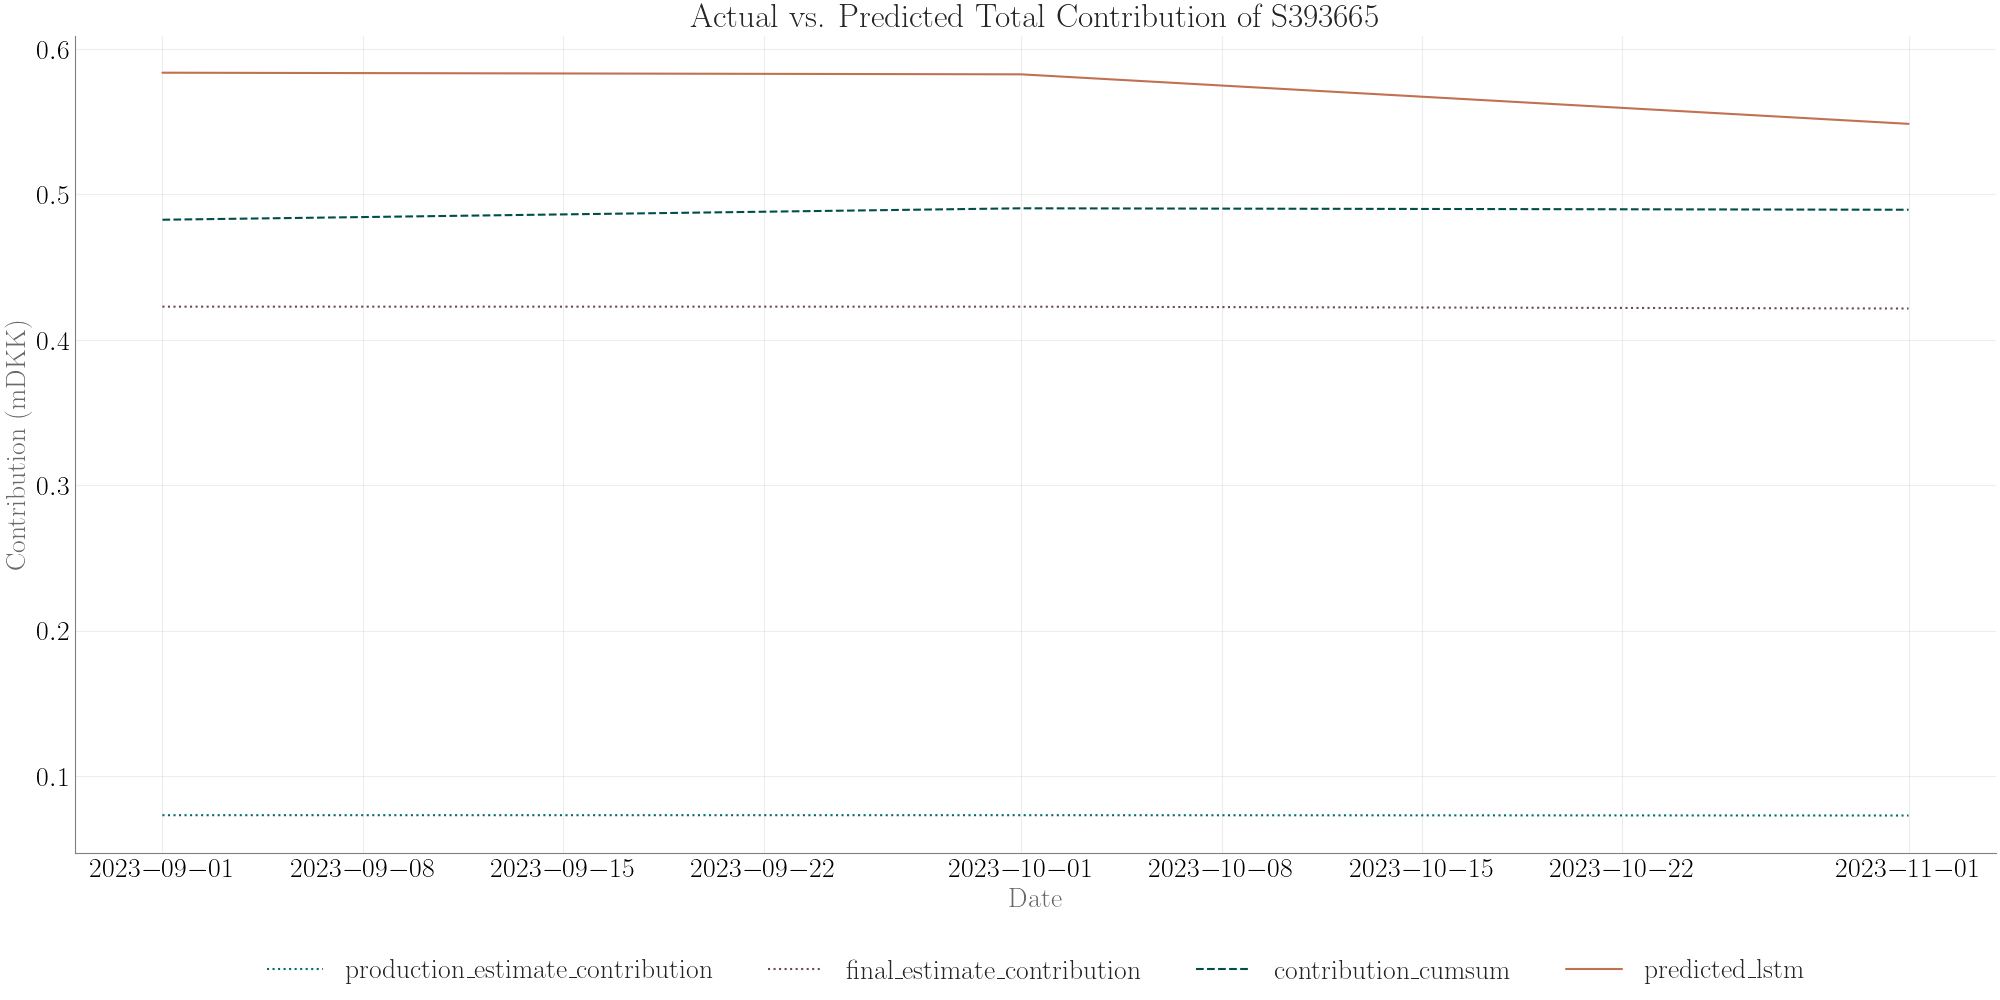 Actual vs. Predicted Total Contribution of S393665
Contribution (mDKK)
0.6
0.5
0.4
0.3
0.2
0.1
2023−09−01 2023−09−08 2023−09−15 2023−09−22 2023−10−01 2023−10−08 2023−10−15 2023−10−22 2023−11−01
Date
production_estimate_contribution final_estimate_contribution contribution_cumsum predicted_lstm